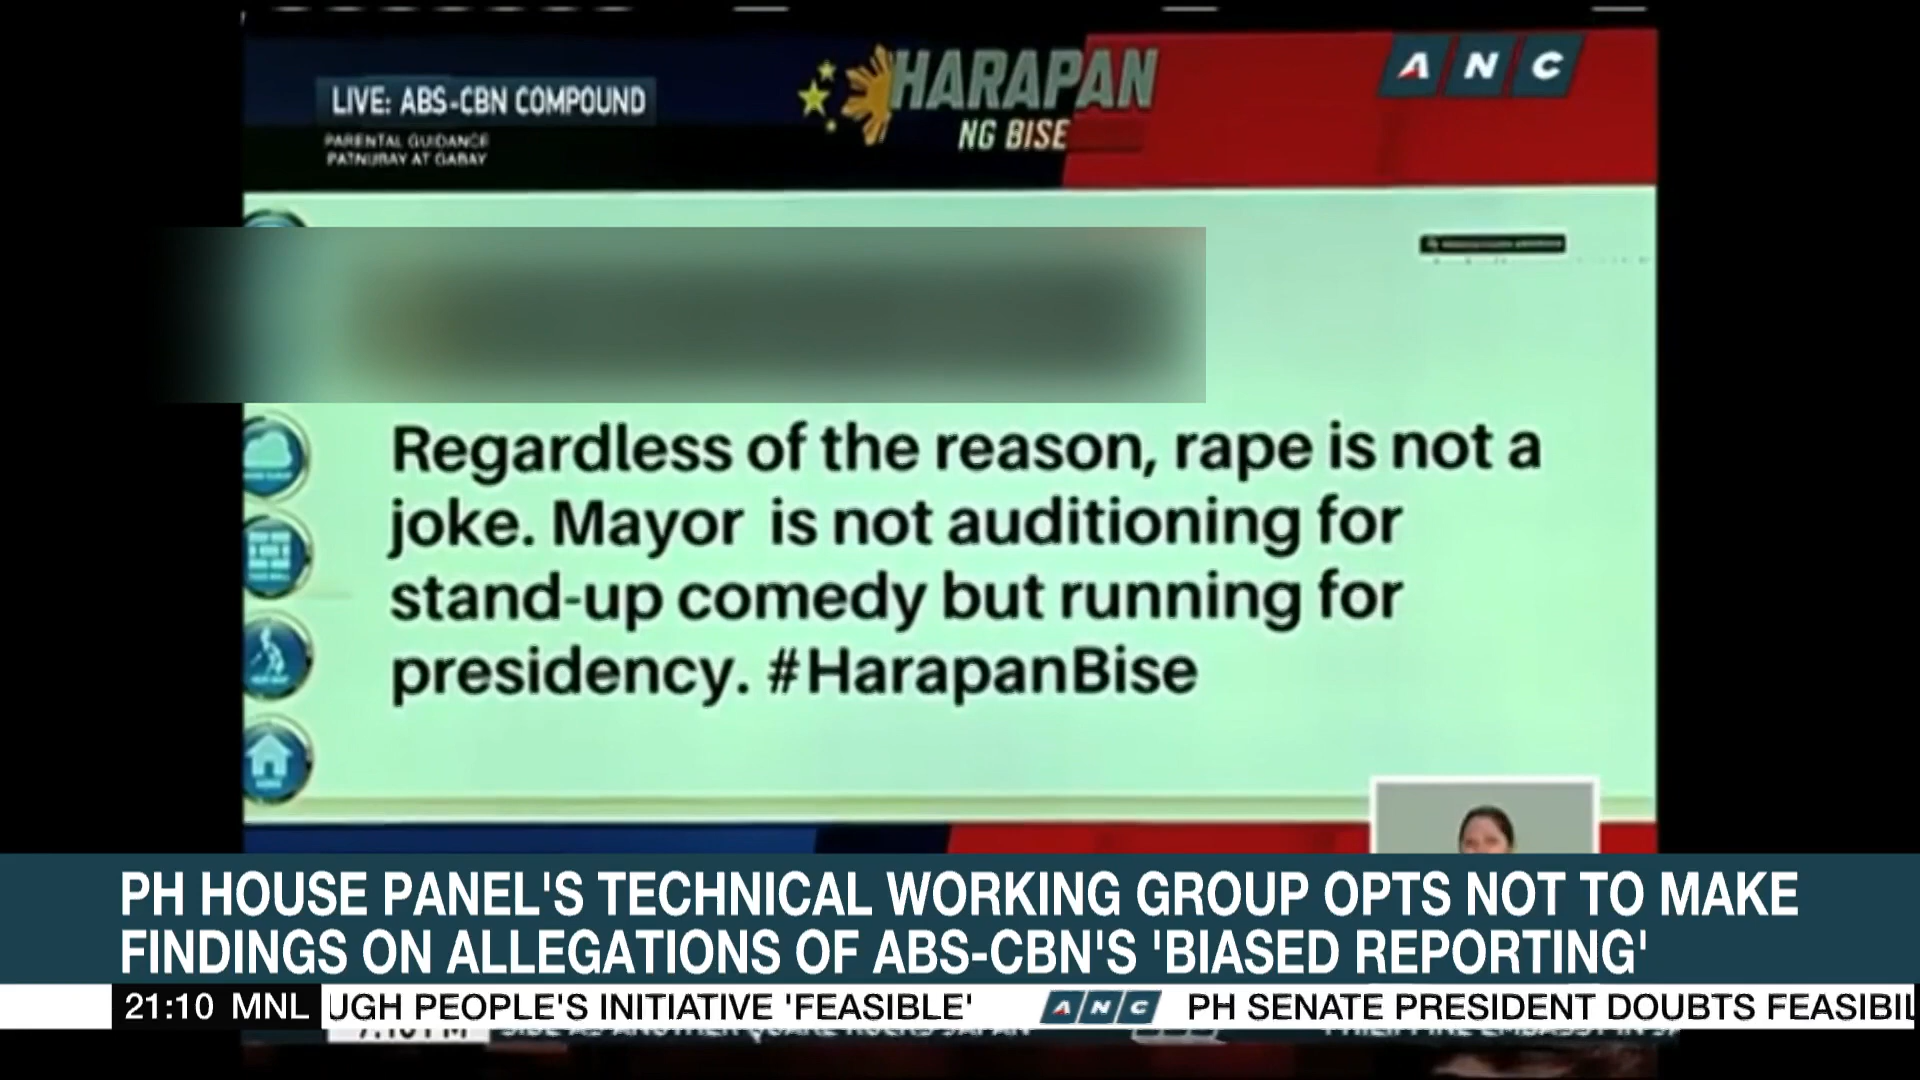 LIVE: ABS-CBN COMPOUND
PARENTAL GUIDANCE
PATNUBAY AT GABAY
HARAPAN
NG BISE
ANC
Regardless of the reason, rape is not a
joke. Mayor is not auditioning for
stand-up comedy but running for
presidency. #HarapanBise
PH HOUSE PANEL'S TECHNICAL WORKING GROUP OPTS NOT TO MAKE
FINDINGS ON ALLEGATIONS OF ABS-CBN'S 'BIASED REPORTING'
21:10 MNL UGH PEOPLE'S INITIATIVE 'FEASIBLE' ANC PH SENATE PRESIDENT DOUBTS FEASIBIL